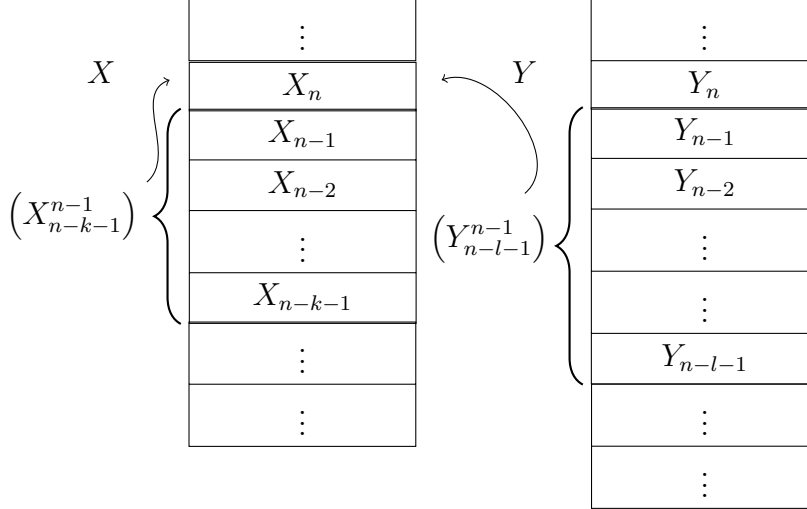 X
⋮
X_n
X_{n−1}
X_{n−2}
⋮
X_{n−k−1}
⋮
⋮
(X_{n−k−1}^{n−1})
Y
⋮
Y_n
Y_{n−1}
Y_{n−2}
⋮
⋮
Y_{n−l−1}
⋮
⋮
(Y_{n−l−1}^{n−1})